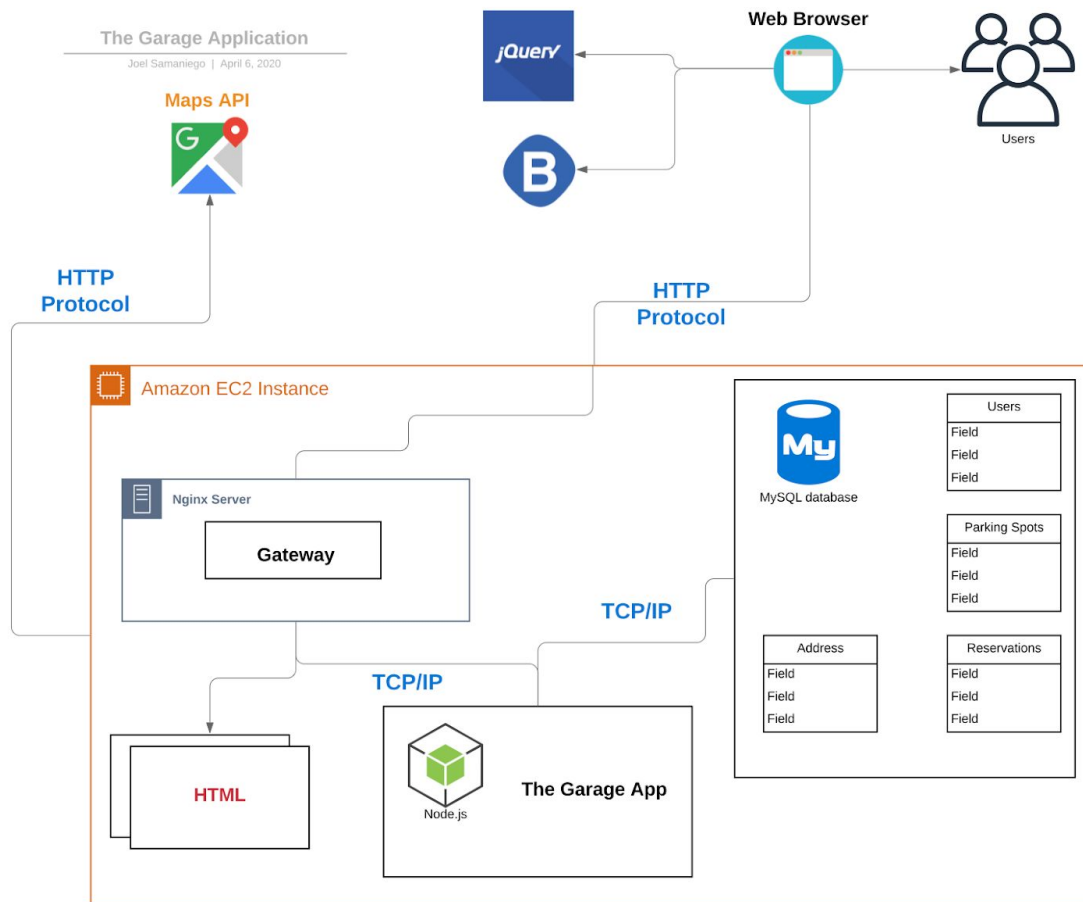 The Garage Application
Joel Samaniego | April 6, 2020
Maps API
G
jQuery
B
Web Browser
Users
HTTP
Protocol
HTTP
Protocol
Amazon EC2 Instance
Nginx Server
Gateway
My
MySQL database
Users
Field
Field
Field
Parking Spots
Field
Field
Field
TCP/IP
Address
Field
Field
Field
Reservations
Field
Field
Field
TCP/IP
HTML
Node.js
The Garage App